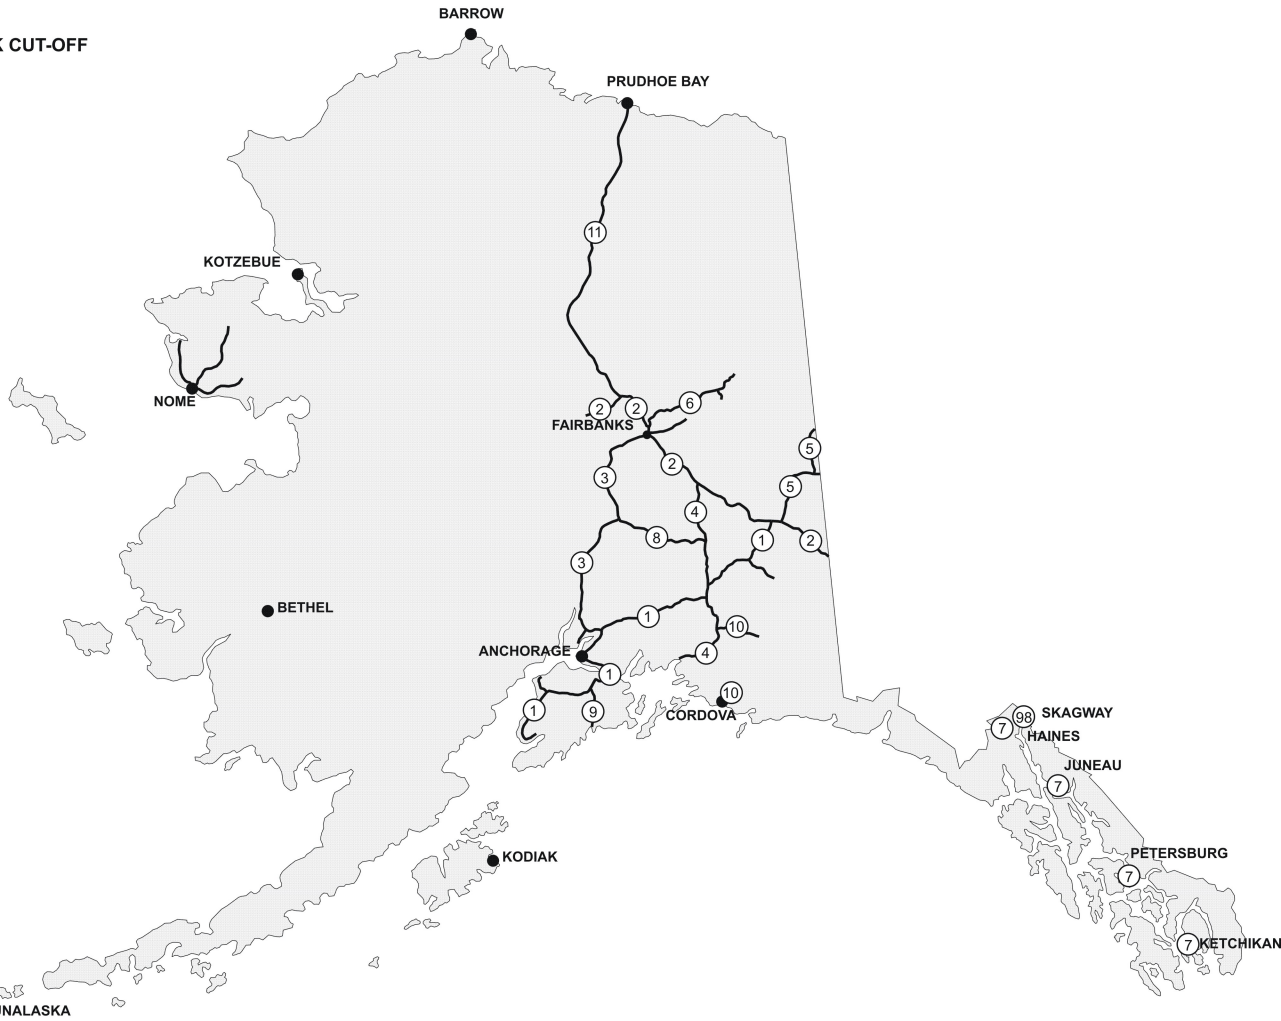 BARROW
K CUT-OFF
PRUDHOE BAY
11
KOTZEBUE
NOME
2
2
6
FAIRBANKS
5
2
3
5
4
8
1
2
3
BETHEL
1
10
ANCHORAGE
4
1
10
CORDOVA
1
9
SKAGWAY
98
7
HAINES
JUNEAU
7
PETERSBURG
7
KODIAK
7
KETCHIKAN
UNALASKA